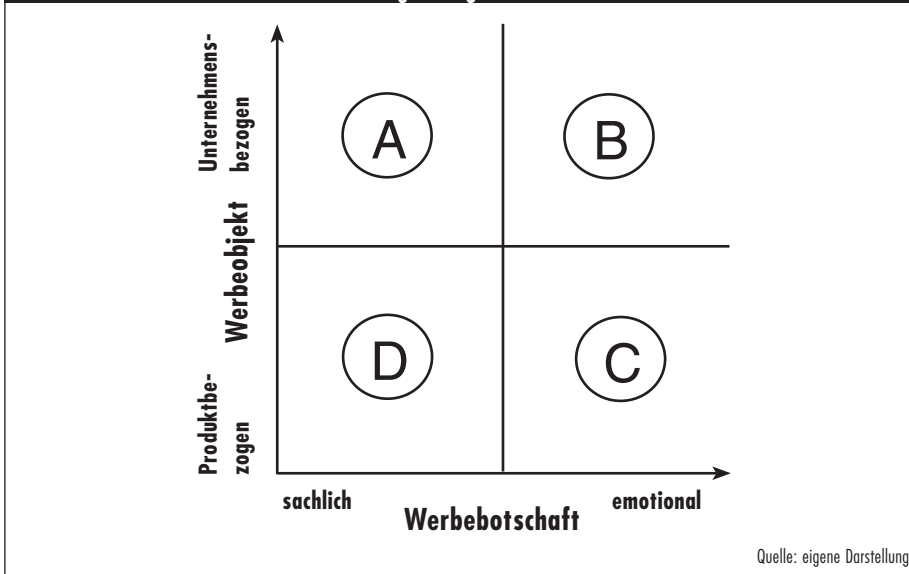 Unternehmens-
bezogen
A
B
Werbeobjekt
D
C
Produktbe-
zogen
sachlich
emotional
Werbebotschaft
Quelle: eigene Darstellung